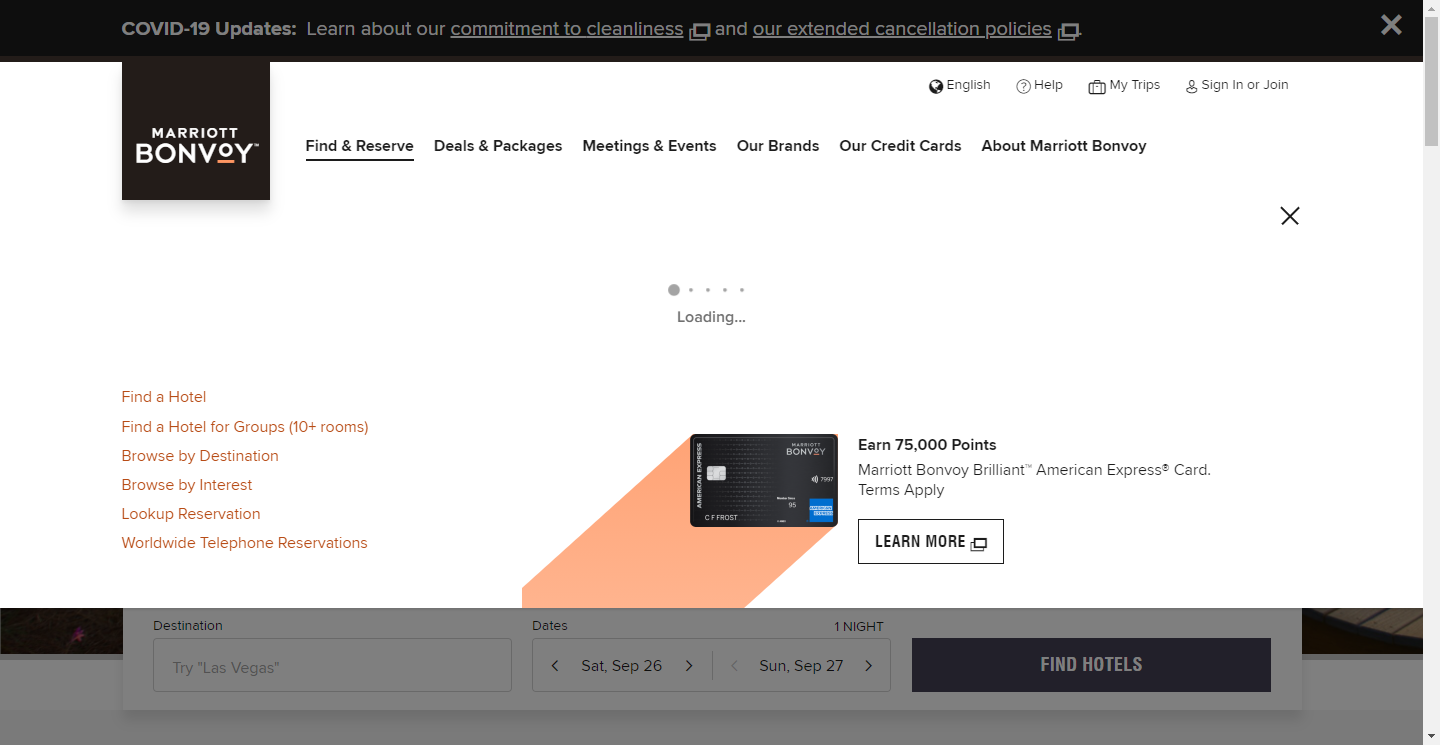 COVID-19 Updates: Learn about our commitment to cleanliness and our extended cancellation policies.
English Help My Trips Sign In or Join
MARRIOTT
BONVOY™
Find & Reserve Deals & Packages Meetings & Events Our Brands Our Credit Cards About Marriott Bonvoy
Loading...
Find a Hotel
Find a Hotel for Groups (10+ rooms)
Browse by Destination
Browse by Interest
Lookup Reservation
Worldwide Telephone Reservations
AMERICAN EXPRESS
MARRIOTT
BONVOY
7997
95
C F FROST
Earn 75,000 Points
Marriott Bonvoy Brilliant™ American Express® Card.
Terms Apply
LEARN MORE
Destination
Dates 1 NIGHT
Try "Las Vegas"
Sat, Sep 26 Sun, Sep 27
FIND HOTELS